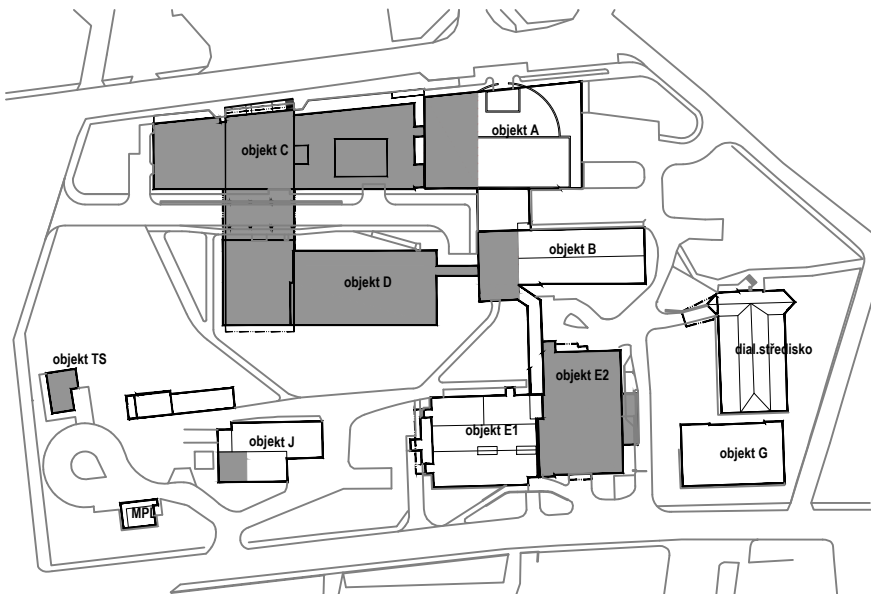 objekt A
objekt C
objekt B
objekt D
dial.středisko
objekt TS
objekt E2
objekt E1
objekt J
objekt G
MPL